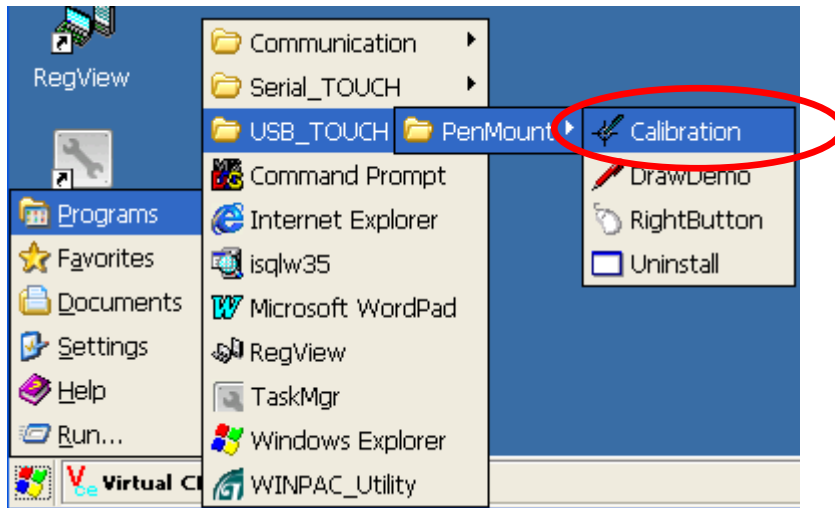 RegView
Programs
Favorites
Documents
Settings
Help
Run...
Communication
Serial_TOUCH
USB_TOUCH
Command Prompt
Internet Explorer
isqlw35
Microsoft WordPad
RegView
TaskMgr
Windows Explorer
WINPAC_Utility
PenMount
Calibration
DrawDemo
RightButton
Uninstall
Virtual